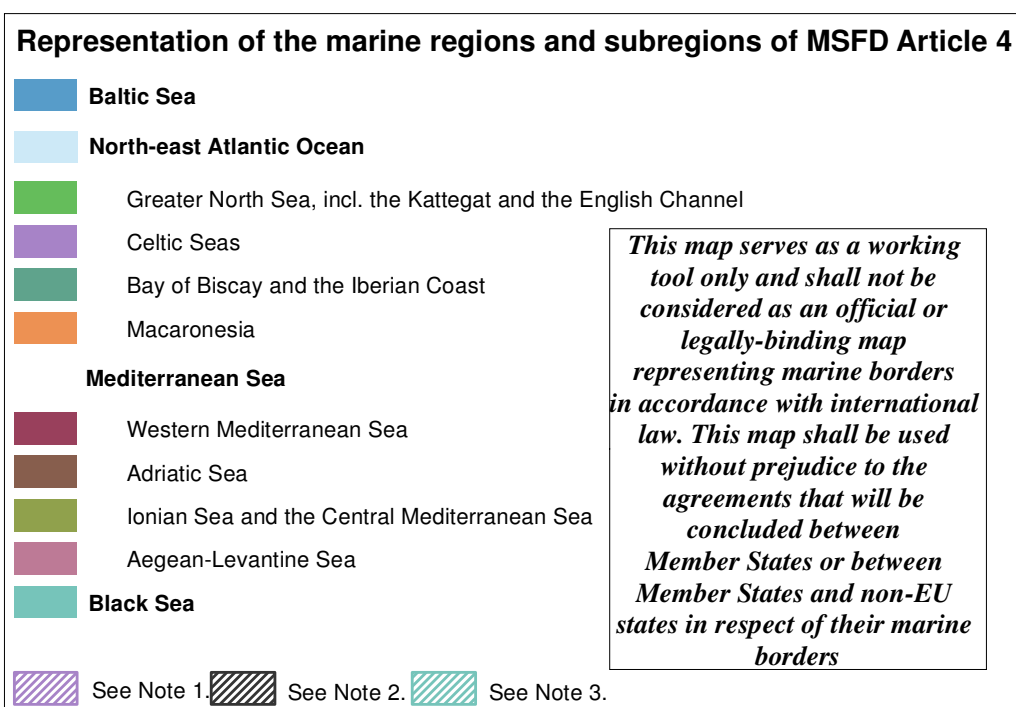 Representation of the marine regions and subregions of MSFD Article 4
Baltic Sea
North-east Atlantic Ocean
Greater North Sea, incl. the Kattegat and the English Channel
Celtic Seas
Bay of Biscay and the Iberian Coast
Macaronesia
Mediterranean Sea
Western Mediterranean Sea
Adriatic Sea
Ionian Sea and the Central Mediterranean Sea
Aegean-Levantine Sea
Black Sea
This map serves as a working
tool only and shall not be
considered as an official or
legally-binding map
representing marine borders
in accordance with international
law. This map shall be used
without prejudice to the
agreements that will be
concluded between
Member States or between
Member States and non-EU
states in respect of their marine
borders
See Note 1. See Note 2. See Note 3.